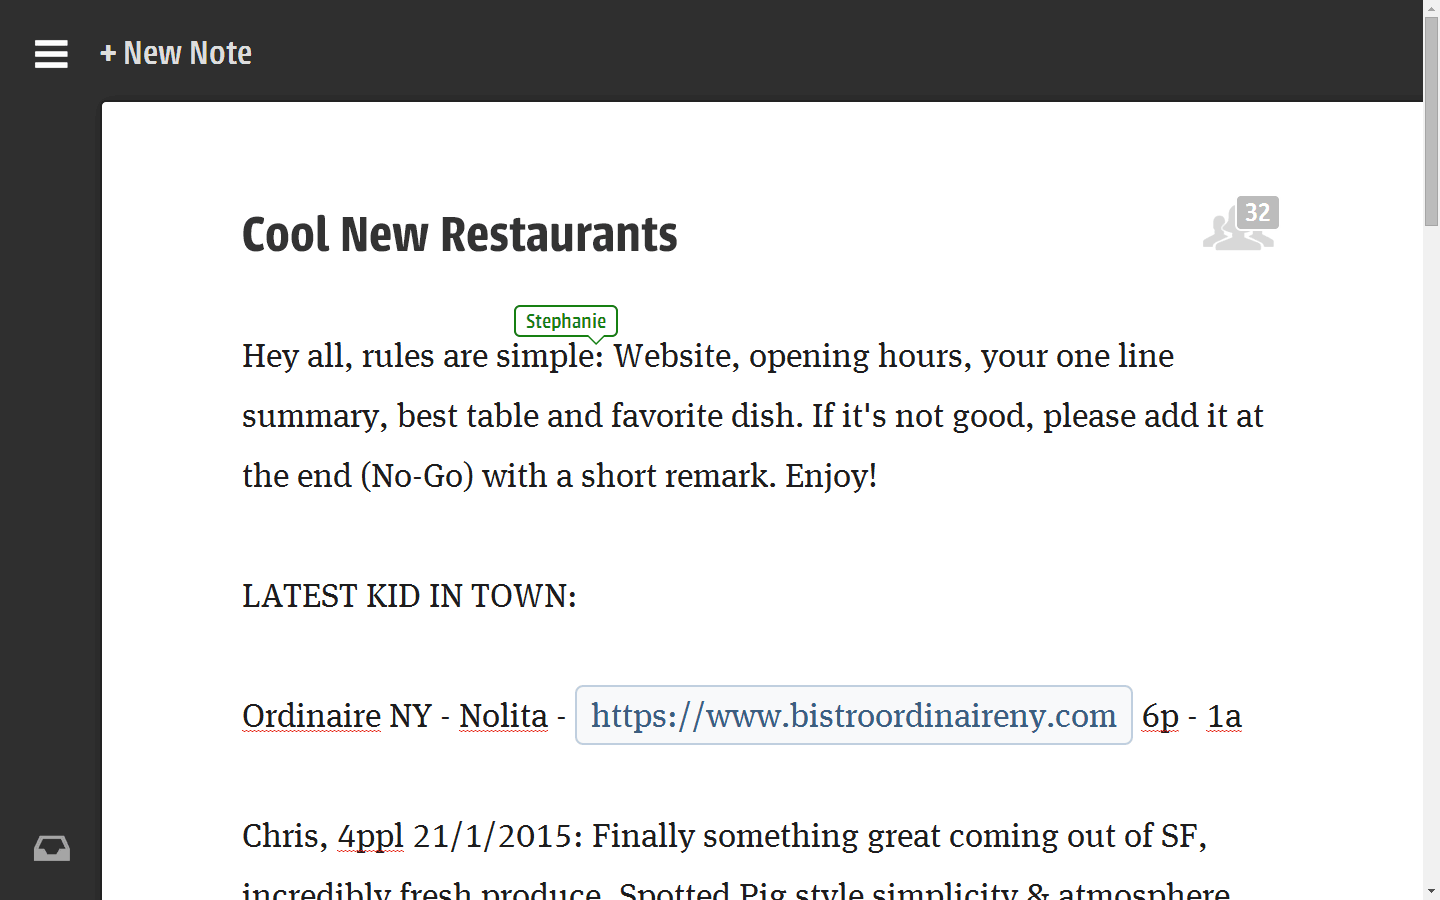 + New Note
Cool New Restaurants
32
Stephanie
Hey all, rules are simple: Website, opening hours, your one line
summary, best table and favorite dish. If it's not good, please add it at
the end (No-Go) with a short remark. Enjoy!
LATEST KID IN TOWN:
Ordinaire NY - Nolita - https://www.bistroordinaireny.com 6p - 1a
Chris, 4ppl 21/1/2015: Finally something great coming out of SF,
incredibly fresh produce. Spotted Pig style simplicity & atmosphere